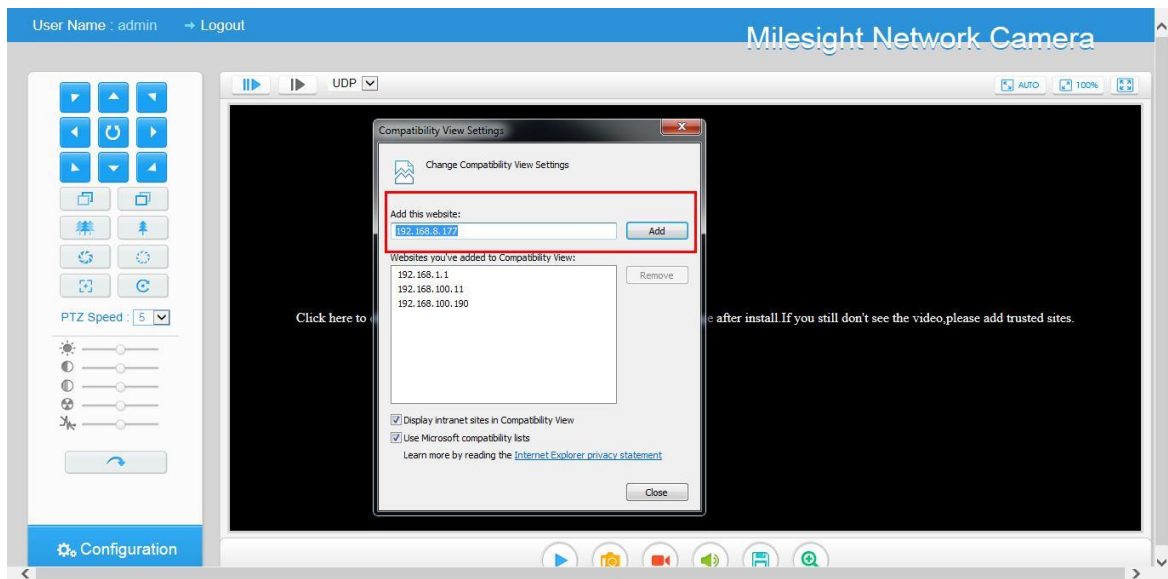 User Name : admin → Logout
Milesight Network Camera
UDP
AUTO
100%
PTZ Speed : 5
Configuration
Compatibility View Settings
Change Compatibility View Settings
Add this website:
192.168.8.177
Add
Websites you've added to Compatibility View:
192.168.1.1
192.168.100.11
192.168.100.190
Remove
Click here to
e after install.If you still don't see the video,please add trusted sites.
Display intranet sites in Compatibility View
Use Microsoft compatibility lists
Learn more by reading the Internet Explorer privacy statement
Close